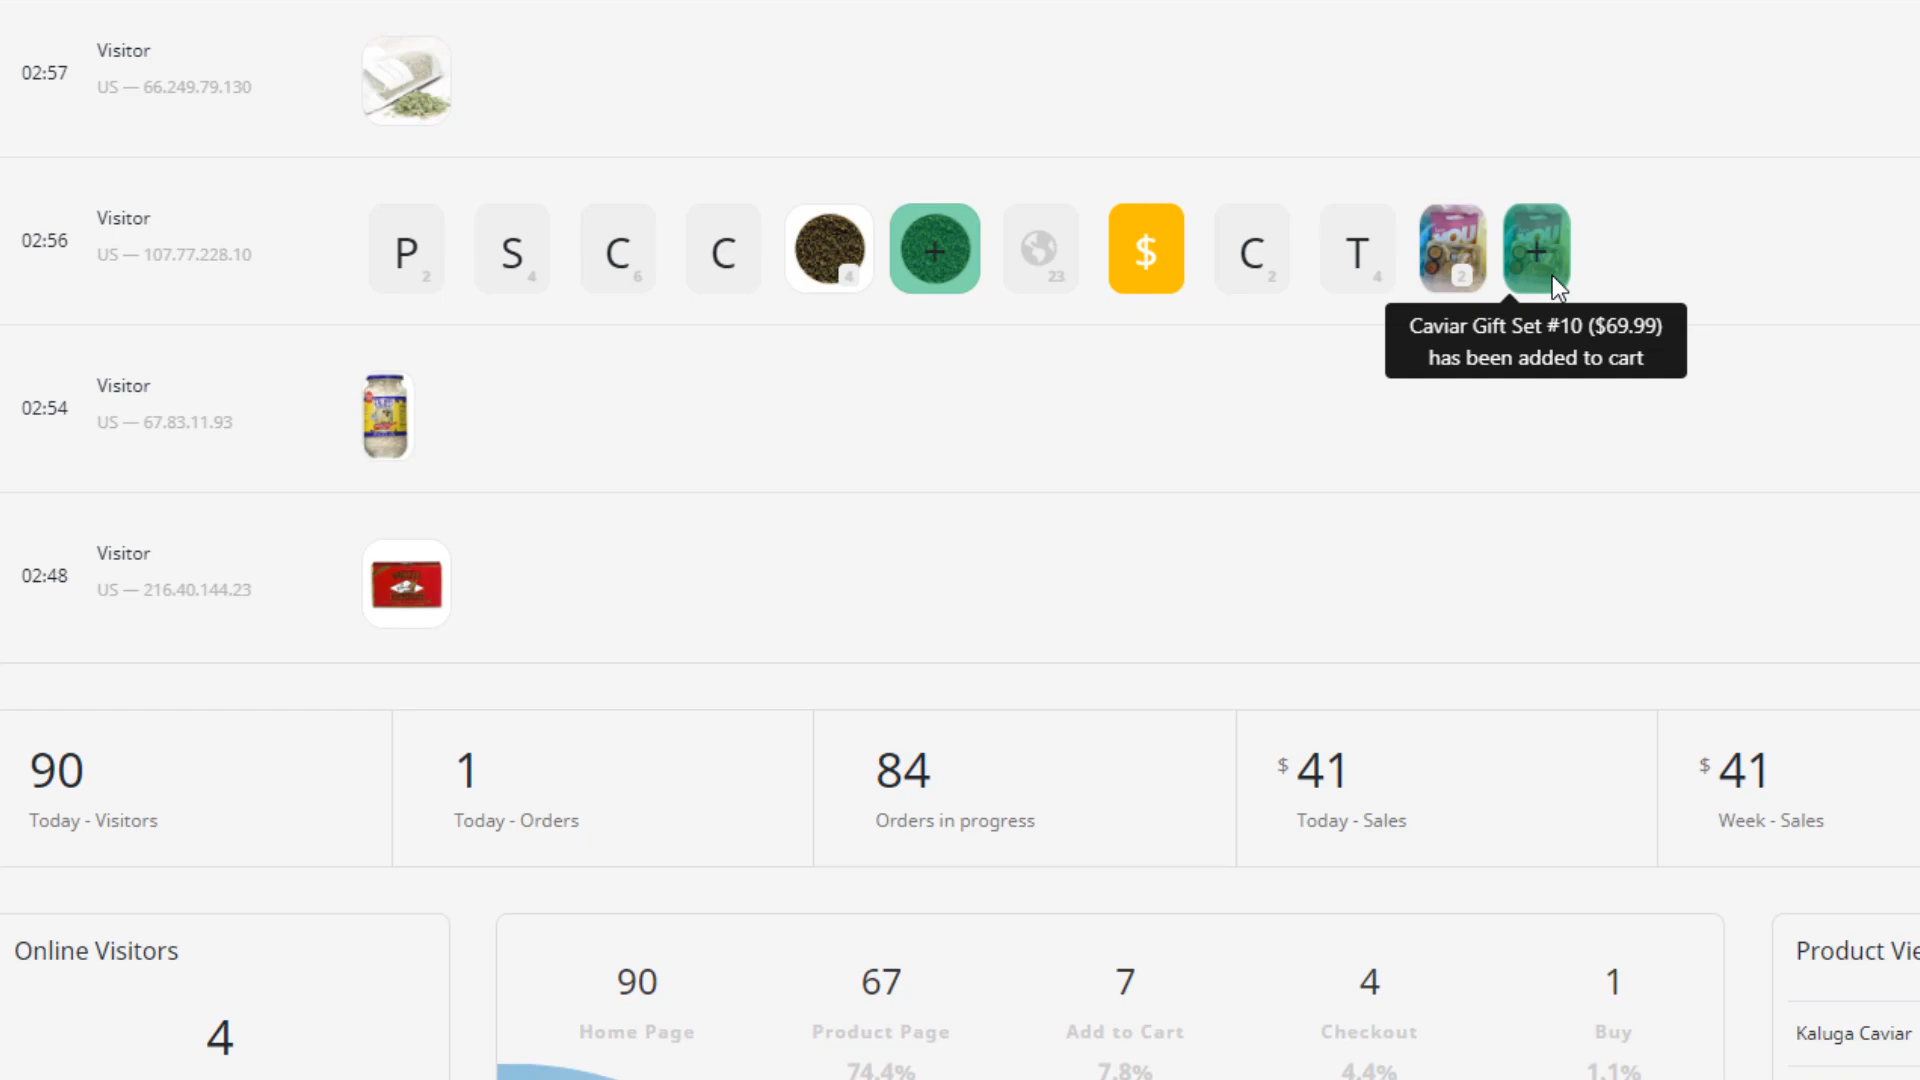 02:57
Visitor
US — 66.249.79.130
02:56
Visitor
US — 107.77.228.10
P 2
S 4
C 6
C
4
+
23
$
C 2
T 4
YOU
2
+
Caviar Gift Set #10 ($69.99)
has been added to cart
02:54
Visitor
US — 67.83.11.93
02:48
Visitor
US — 216.40.144.23
90
Today - Visitors
1
Today - Orders
84
Orders in progress
$ 41
Today - Sales
$ 41
Week - Sales
Online Visitors
4
90
Home Page
67
Product Page
74.4%
7
Add to Cart
7.8%
4
Checkout
4.4%
1
Buy
1.1%
Product Vie
Kaluga Caviar